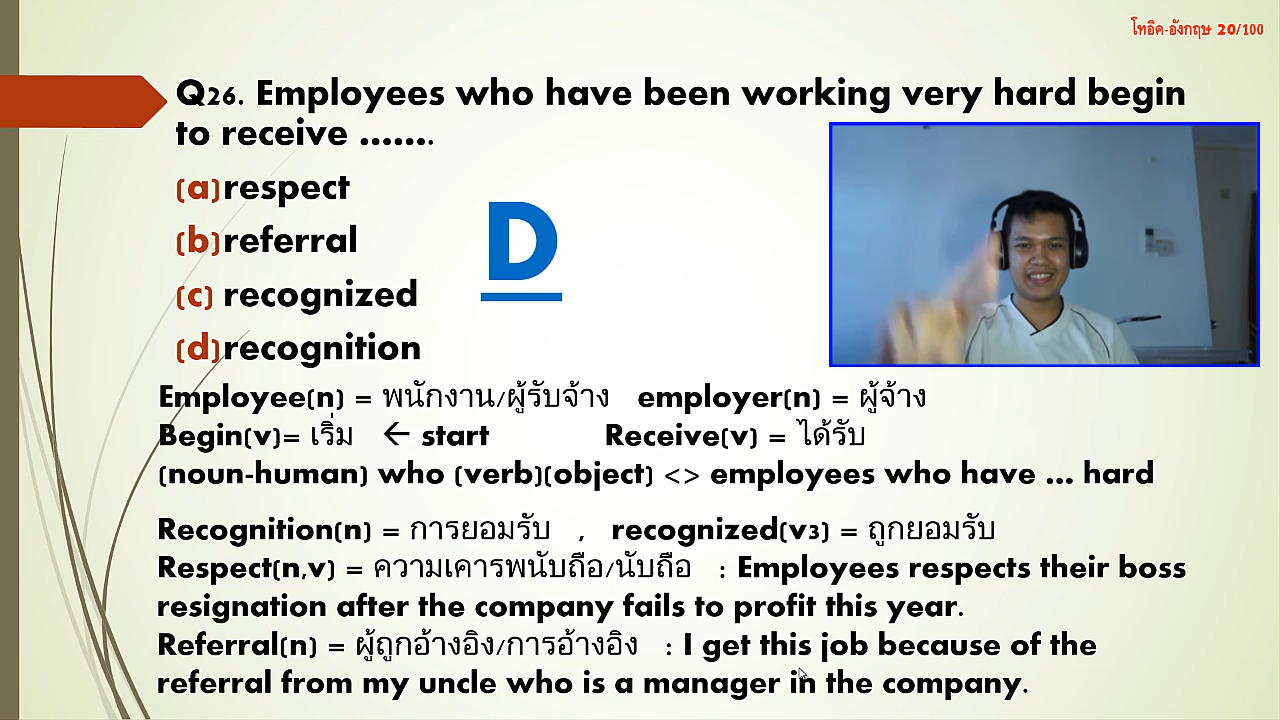 โทอิค-อังกฤษ 20/100
Q26. Employees who have been working very hard begin
to receive …….
(a)respect
(b)referral
(c) recognized
(d)recognition
D
Employee(n) = พนักงาน/ผู้รับจ้าง employer(n) = ผู้จ้าง
Begin(v)= เริ่ม ← start Receive(v) = ได้รับ
(noun-human) who (verb)(object) <> employees who have … hard
Recognition(n) = การยอมรับ , recognized(v3) = ถูกยอมรับ
Respect(n,v) = ความเคารพนับถือ/นับถือ : Employees respects their boss
resignation after the company fails to profit this year.
Referral(n) = ผู้ถูกอ้างอิง/การอ้างอิง : I get this job because of the
referral from my uncle who is a manager in the company.